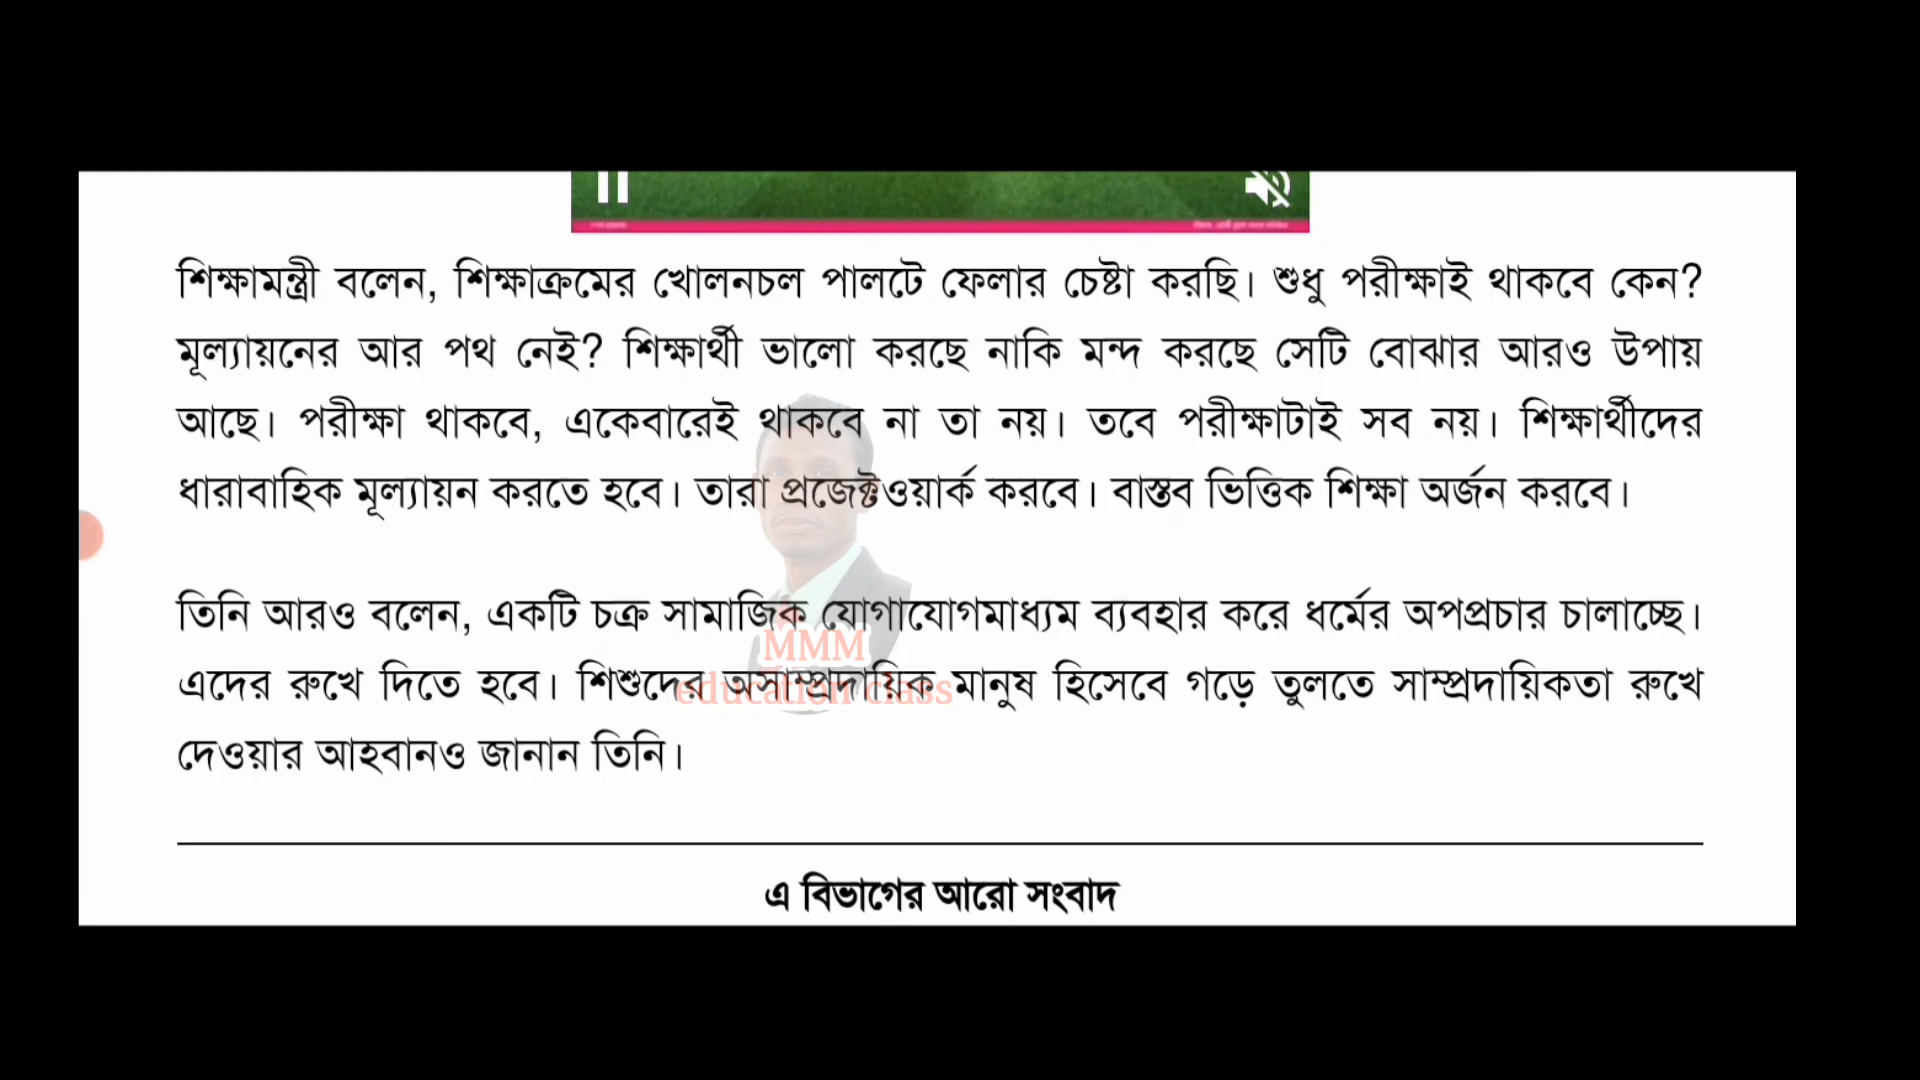 শিক্ষামন্ত্রী বলেন, শিক্ষাক্রমের খোলনচল পালটে ফেলার চেষ্টা করছি। শুধু পরীক্ষাই থাকবে কেন?
মূল্যায়নের আর পথ নেই? শিক্ষার্থী ভালো করছে নাকি মন্দ করছে সেটি বোঝার আরও উপায়
আছে। পরীক্ষা থাকবে, একেবারেই থাকবে না তা নয়। তবে পরীক্ষাটাই সব নয়। শিক্ষার্থীদের
ধারাবাহিক মূল্যায়ন করতে হবে। তারা প্রজেক্টওয়ার্ক করবে। বাস্তব ভিত্তিক শিক্ষা অর্জন করবে।
তিনি আরও বলেন, একটি চক্র সামাজিক যোগাযোগমাধ্যম ব্যবহার করে ধর্মের অপপ্রচার চালাচ্ছে।
এদের রুখে দিতে হবে। শিশুদের অসাম্প্রদায়িক মানুষ হিসেবে গড়ে তুলতে সাম্প্রদায়িকতা রুখে
দেওয়ার আহবানও জানান তিনি।
MMM
education class
এ বিভাগের আরো সংবাদ